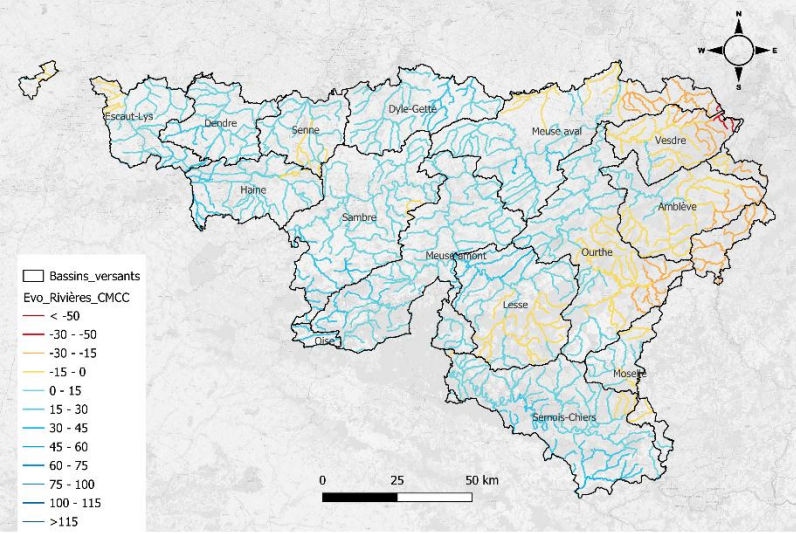 N
W E
S
Escaut-Lys
Dendre
Senne
Dyle-Gette
Meuse aval
Vesdre
Haine
Sambre
Amblève
Meuse amont
Ourthe
Lesse
Oise
Moselle
Semois-Chiers
Bassins_versants
Evo_Rivières_CMCC
< -50
-30 - -50
-30 - -15
-15 - 0
0 - 15
15 - 30
30 - 45
45 - 60
60 - 75
75 - 100
100 - 115
>115
0 25 50 km